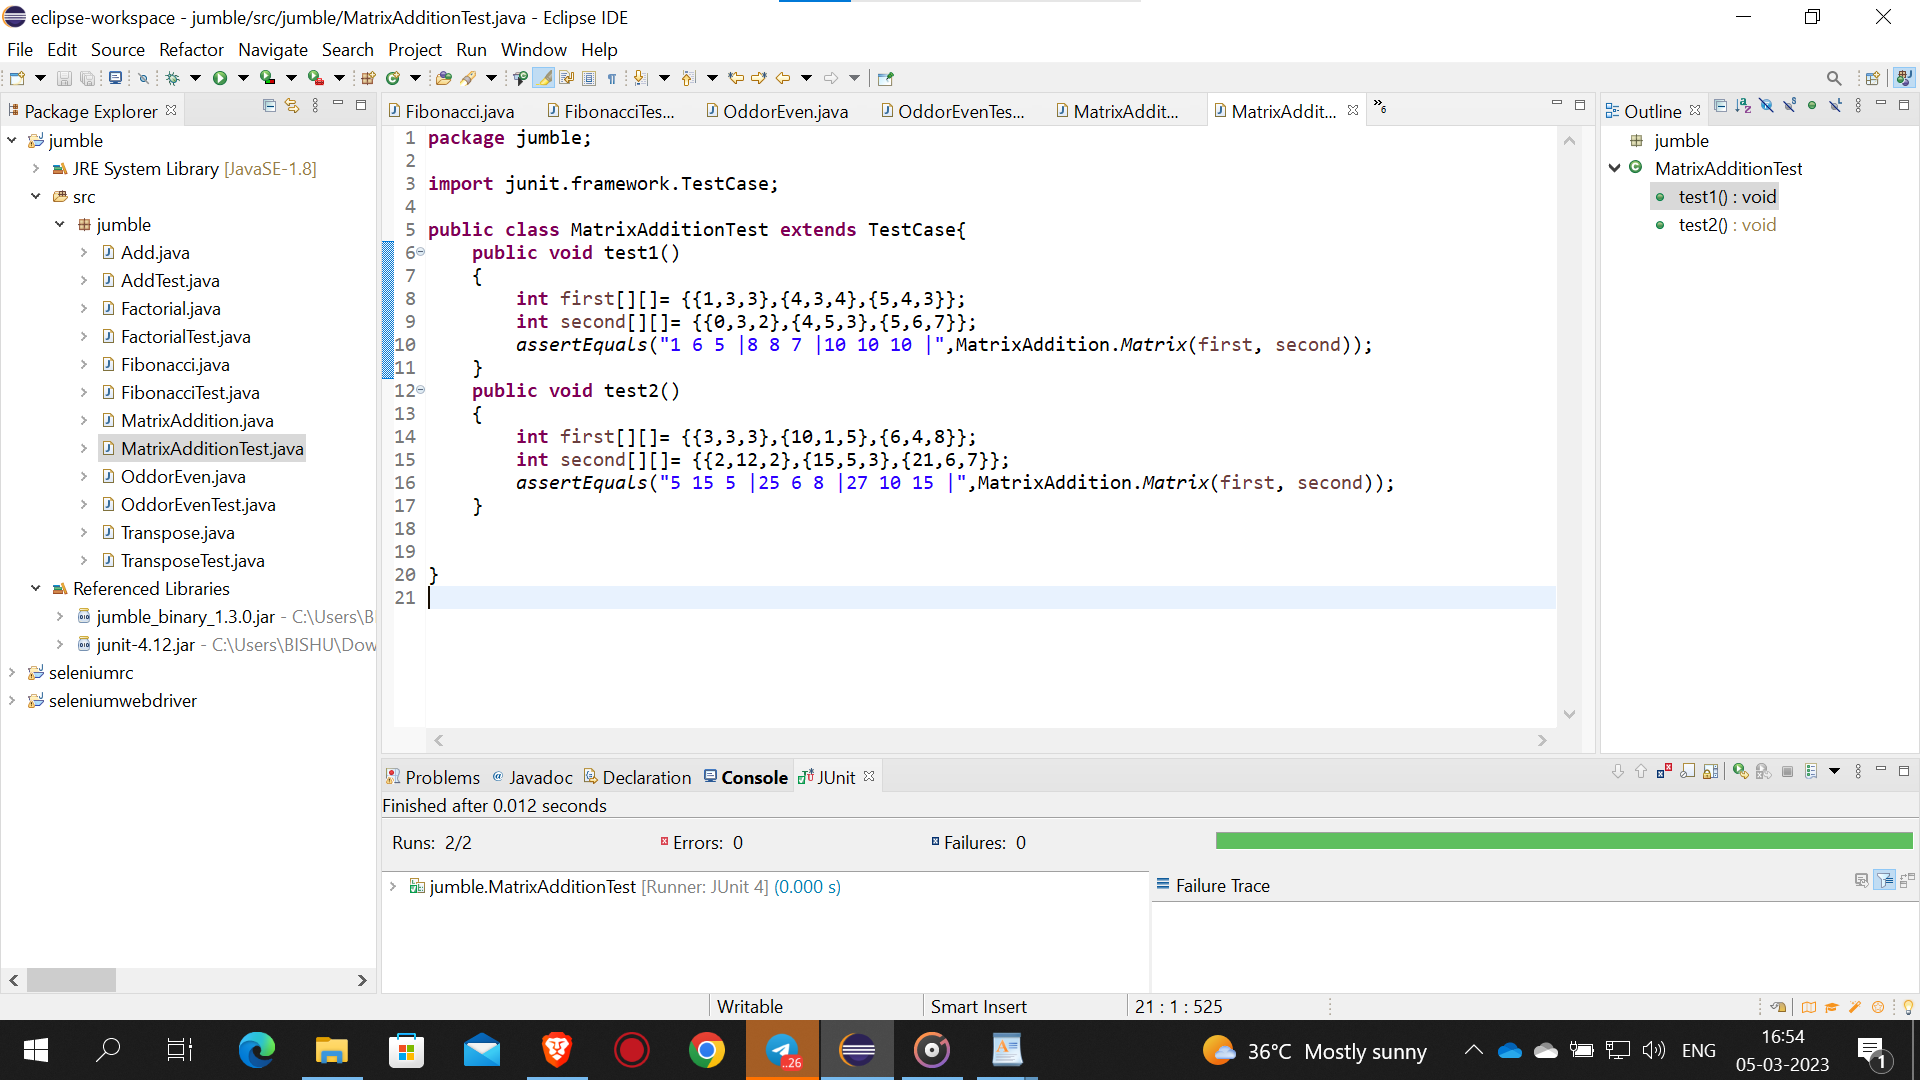 eclipse-workspace - jumble/src/jumble/MatrixAdditionTest.java - Eclipse IDE
File Edit Source Refactor Navigate Search Project Run Window Help
Package Explorer
jumble
JRE System Library [JavaSE-1.8]
src
jumble
Add.java
AddTest.java
Factorial.java
FactorialTest.java
Fibonacci.java
FibonacciTest.java
MatrixAddition.java
MatrixAdditionTest.java
OddorEven.java
OddorEvenTest.java
Transpose.java
TransposeTest.java
Referenced Libraries
jumble_binary_1.3.0.jar - C:\Users\B
junit-4.12.jar - C:\Users\BISHU\Dow
seleniumrc
seleniumwebdriver
Fibonacci.java FibonacciTes... OddorEven.java OddorEvenTes... MatrixAddit... MatrixAddit... »6
1 package jumble;
2
3 import junit.framework.TestCase;
4
5 public class MatrixAdditionTest extends TestCase{
6 public void test1()
7 {
8 int first[][]= {{1,3,3},{4,3,4},{5,4,3}};
9 int second[][]= {{0,3,2},{4,5,3},{5,6,7}};
10 assertEquals("1 6 5 |8 8 7 |10 10 10 |",MatrixAddition.Matrix(first, second));
11 }
12 public void test2()
13 {
14 int first[][]= {{3,3,3},{10,1,5},{6,4,8}};
15 int second[][]= {{2,12,2},{15,5,3},{21,6,7}};
16 assertEquals("5 15 5 |25 6 8 |27 10 15 |",MatrixAddition.Matrix(first, second));
17 }
18
19
20 }
21
Outline
jumble
MatrixAdditionTest
test1() : void
test2() : void
Problems @ Javadoc Declaration Console JUnit
Finished after 0.012 seconds
Runs: 2/2 Errors: 0 Failures: 0
jumble.MatrixAdditionTest [Runner: JUnit 4] (0.000 s)
Failure Trace
Writable Smart Insert 21 : 1 : 525
..26
36°C Mostly sunny
ENG
16:54
05-03-2023
1